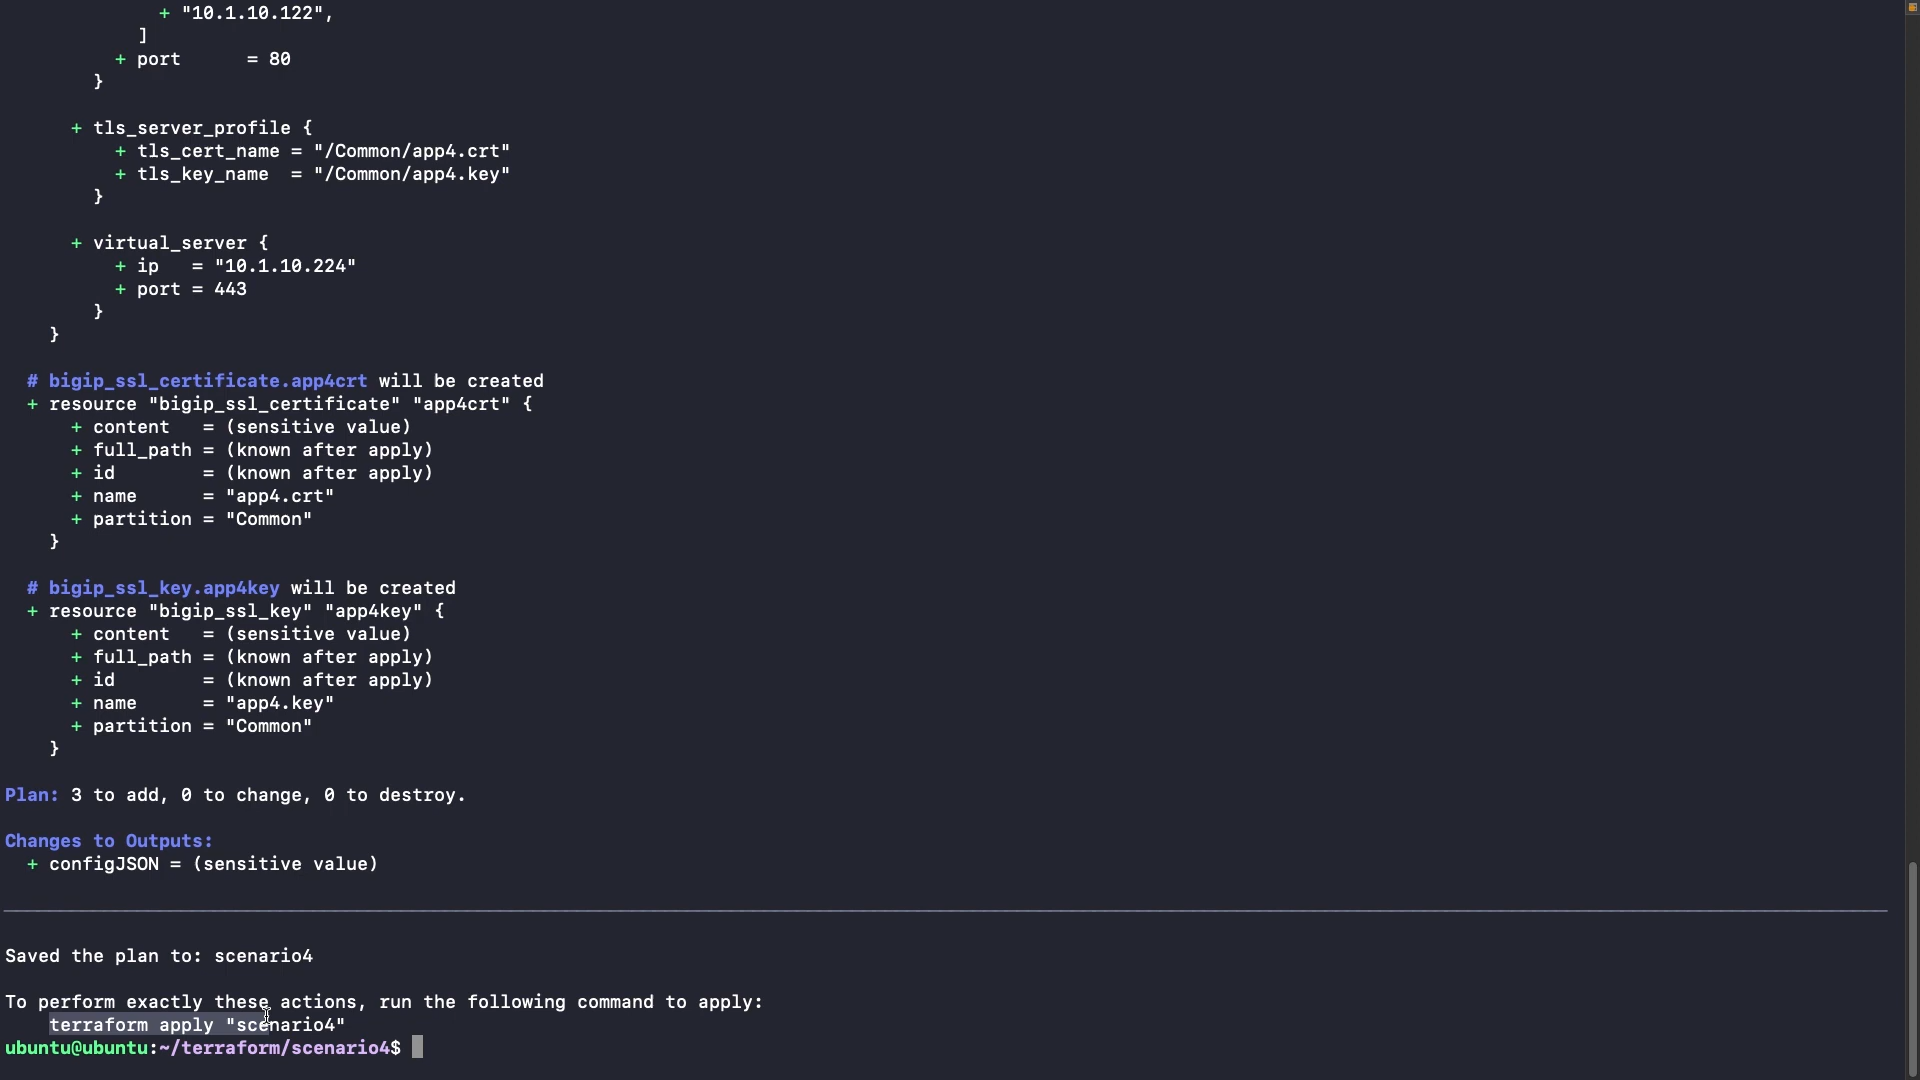 + "10.1.10.122",
]
+ port      = 80
}
+ tls_server_profile {
+ tls_cert_name = "/Common/app4.crt"
+ tls_key_name  = "/Common/app4.key"
}
+ virtual_server {
+ ip   = "10.1.10.224"
+ port = 443
}
}
# bigip_ssl_certificate.app4crt will be created
+ resource "bigip_ssl_certificate" "app4crt" {
+ content   = (sensitive value)
+ full_path = (known after apply)
+ id        = (known after apply)
+ name      = "app4.crt"
+ partition = "Common"
}
# bigip_ssl_key.app4key will be created
+ resource "bigip_ssl_key" "app4key" {
+ content   = (sensitive value)
+ full_path = (known after apply)
+ id        = (known after apply)
+ name      = "app4.key"
+ partition = "Common"
}
Plan: 3 to add, 0 to change, 0 to destroy.
Changes to Outputs:
+ configJSON = (sensitive value)
Saved the plan to: scenario4
To perform exactly these actions, run the following command to apply:
terraform apply "scenario4"
ubuntu@ubuntu:~/terraform/scenario4$